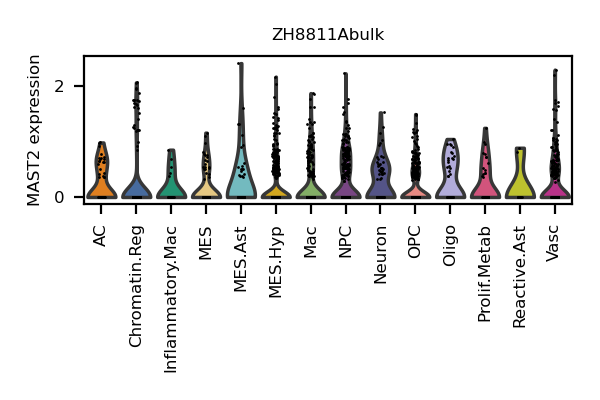 ZH8811Abulk
MAST2 expression
2
0
AC
Chromatin.Reg
Inflammatory.Mac
MES
MES.Ast
MES.Hyp
Mac
NPC
Neuron
OPC
Oligo
Prolif.Metab
Reactive.Ast
Vasc